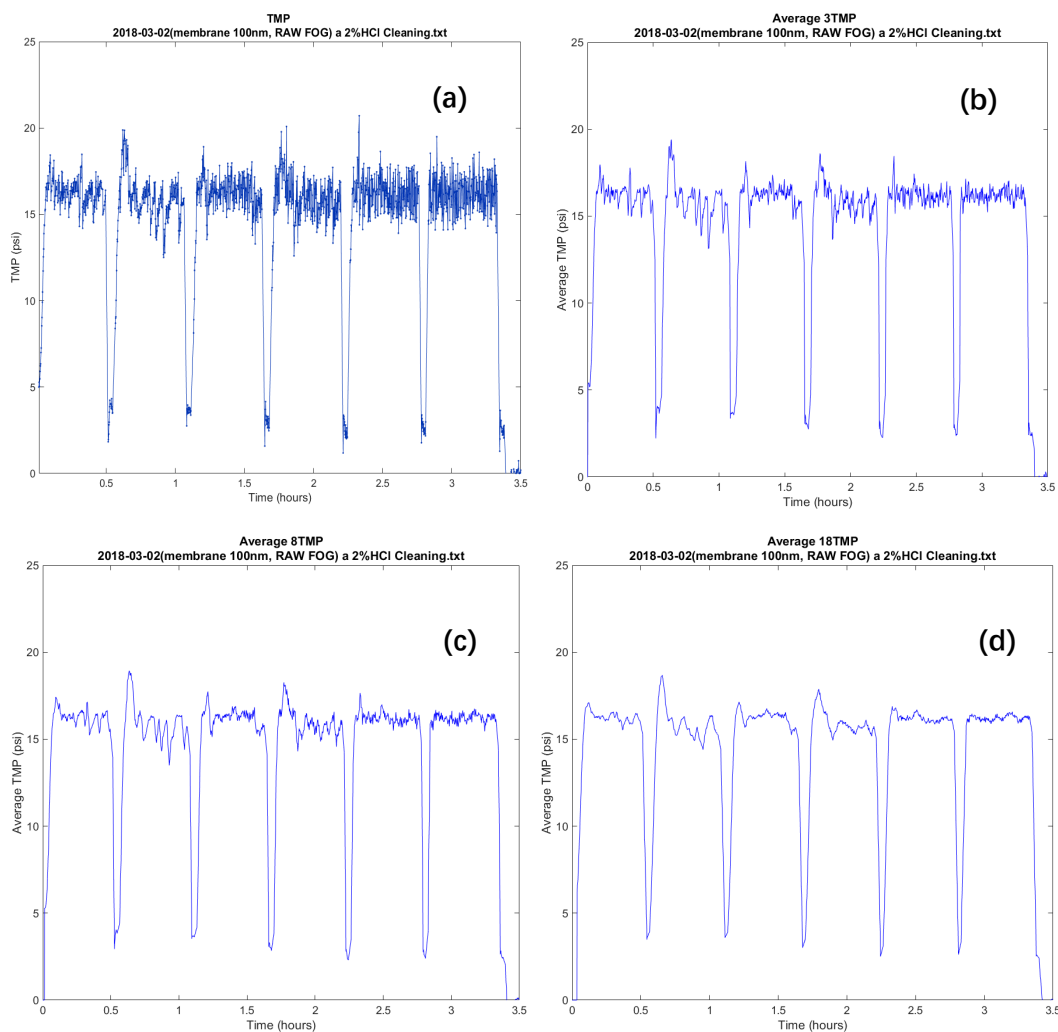 TMP
2018-03-02(membrane 100nm, RAW FOG) a 2%HCl Cleaning.txt
25
20
15
10
5
0
TMP (psi)
(a)
0.5
1
1.5
2
2.5
3
3.5
Time (hours)
Average 3TMP
2018-03-02(membrane 100nm, RAW FOG) a 2%HCl Cleaning.txt
25
20
15
10
5
0
Average TMP (psi)
(b)
0
0.5
1
1.5
2
2.5
3
3.5
Time (hours)
Average 8TMP
2018-03-02(membrane 100nm, RAW FOG) a 2%HCl Cleaning.txt
25
20
15
10
5
0
Average TMP (psi)
(c)
0
0.5
1
1.5
2
2.5
3
3.5
Time (hours)
Average 18TMP
2018-03-02(membrane 100nm, RAW FOG) a 2%HCl Cleaning.txt
25
20
15
10
5
0
Average TMP (psi)
(d)
0
0.5
1
1.5
2
2.5
3
3.5
Time (hours)